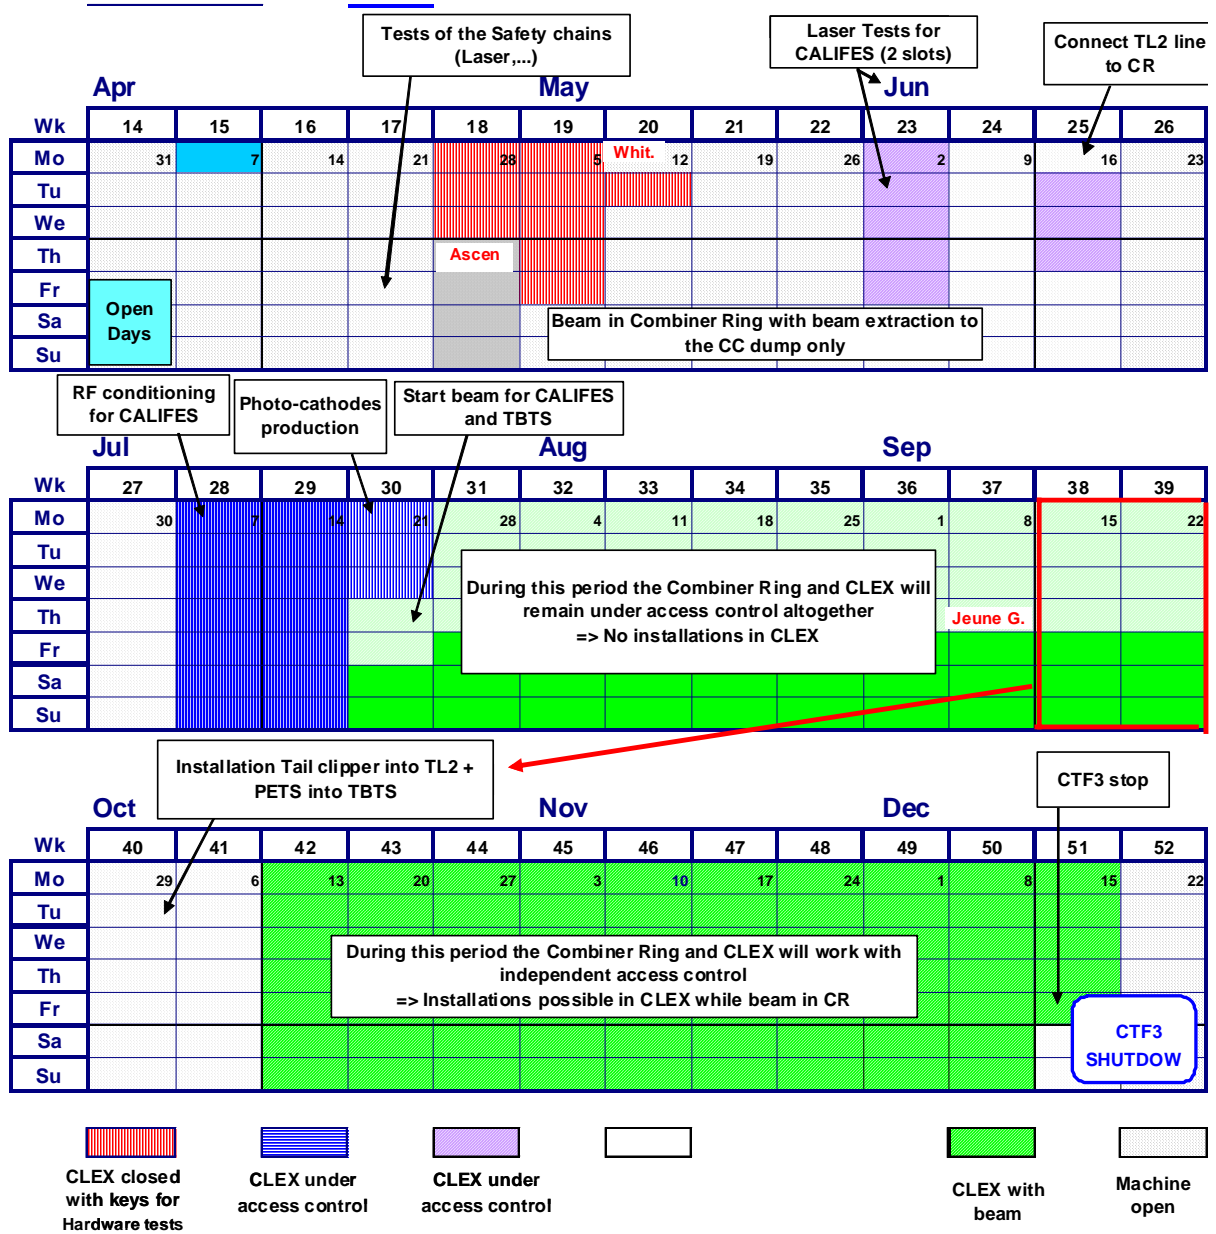 Tests of the Safety chains
(Laser,...)
Laser Tests for
CALIFES (2 slots)
Connect TL2 line
to CR
Apr May Jun
Wk 14 15 16 17 18 19 20 21 22 23 24 25 26
Mo 31 7 14 21 28 5 Whit. 12 19 26 2 9 16 23
Tu
We
Th Ascen
Fr
Sa
Su
Open
Days
Beam in Combiner Ring with beam extraction to
the CC dump only
RF conditioning
for CALIFES
Photo-cathodes
production
Start beam for CALIFES
and TBTS
Jul Aug Sep
Wk 27 28 29 30 31 32 33 34 35 36 37 38 39
Mo 30 7 14 21 28 4 11 18 25 1 8 15 22
Tu
We
Th Jeune G.
Fr
Sa
Su
During this period the Combiner Ring and CLEX will
remain under access control altogether
=> No installations in CLEX
Installation Tail clipper into TL2 +
PETS into TBTS
CTF3 stop
Oct Nov Dec
Wk 40 41 42 43 44 45 46 47 48 49 50 51 52
Mo 29 6 13 20 27 3 10 17 24 1 8 15 22
Tu
We
Th
Fr
Sa
Su
During this period the Combiner Ring and CLEX will work with
independent access control
=> Installations possible in CLEX while beam in CR
CTF3
SHUTDOW
CLEX closed
with keys for
Hardware tests
CLEX under
access control
CLEX under
access control
CLEX with
beam
Machine
open